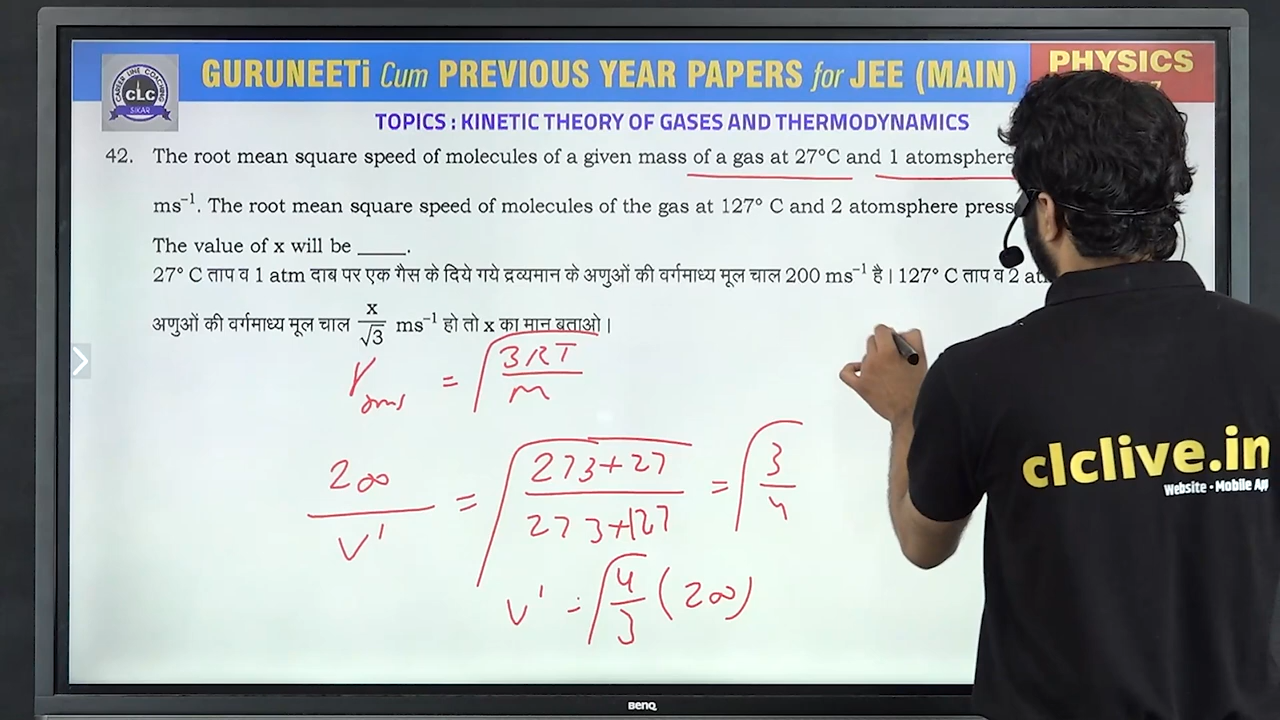 GURUNEETi Cum PREVIOUS YEAR PAPERS for JEE (MAIN)
PHYSICS
CLC
SIKAR
TOPICS : KINETIC THEORY OF GASES AND THERMODYNAMICS
42. The root mean square speed of molecules of a given mass of a gas at 27°C and 1 atomsphere
ms⁻¹. The root mean square speed of molecules of the gas at 127° C and 2 atomsphere
The value of x will be ____.
27° C ताप व 1 atm दाब पर एक गैस के दिये गये द्रव्यमान के अणुओं की वर्गमाध्य मूल चाल 200 ms⁻¹ है। 127° C ताप व 2
अणुओं की वर्गमाध्य मूल चाल x/√3 ms⁻¹ हो तो x का मान बताओ।
Vrms = √(3RT/M)
200/V' = √((273+27)/(273+127)) = √(3/4)
V' = √(4/3) (200)
clclive.in
Website - Mobile App
BenQ